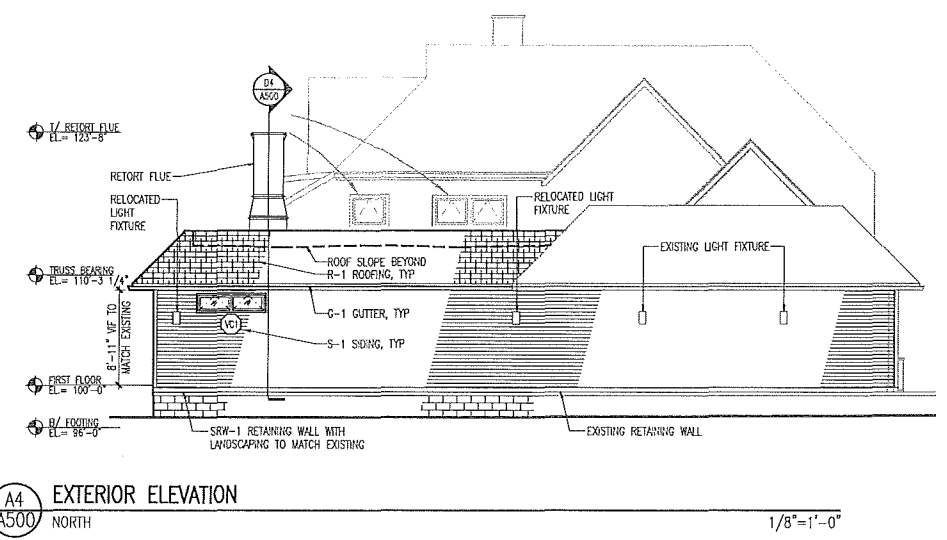 D4
A500
T/ RETORT FLUE
EL.= 123'-8"
RETORT FLUE
RELOCATED
LIGHT
FIXTURE
RELOCATED LIGHT
FIXTURE
EXISTING LIGHT FIXTURE
ROOF SLOPE BEYOND
R-1 ROOFING, TYP
TRUSS BEARING
EL.= 110'-3 1/4"
G-1 GUTTER, TYP
8'-11" VIF TO
MATCH EXISTING
VC1
S-1 SIDING, TYP
FIRST FLOOR
EL.= 100'-0"
B/ FOOTING
EL.= 96'-0"
SRW-1 RETAINING WALL WITH
LANDSCAPING TO MATCH EXISTING
EXISTING RETAINING WALL
A4
A500
EXTERIOR ELEVATION
NORTH
1/8"=1'-0"